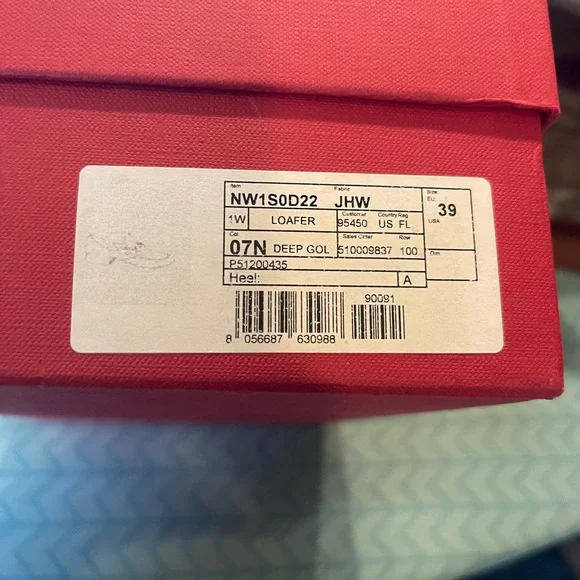 Item Fabric Size
NW1S0D22 JHW EU 39
1W LOAFER Customer 95450 Country Reg US FL USA
Col. 07N DEEP GOL Sales Order 510009837 Row 100 Dim
P51200435
Heel: A
90091
8 056687 630988